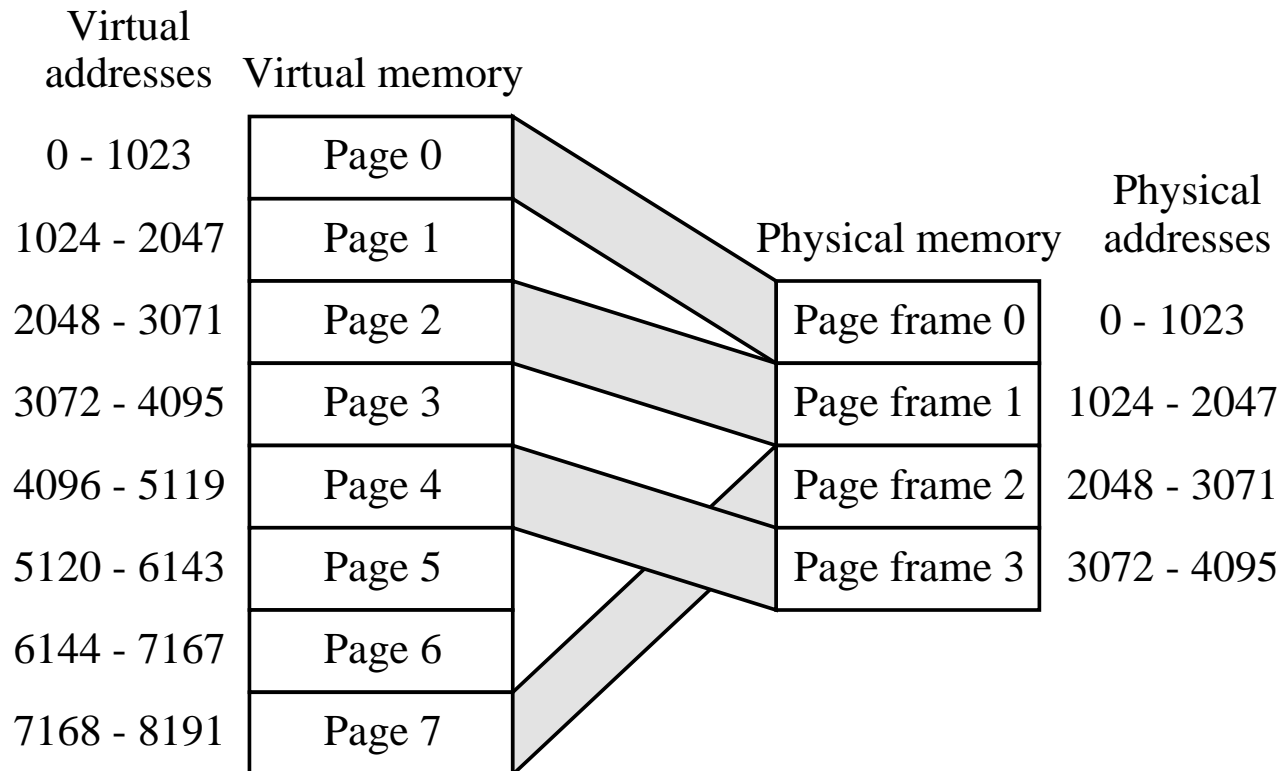 Virtual
addresses
Virtual memory
0 - 1023
Page 0
1024 - 2047
Page 1
2048 - 3071
Page 2
3072 - 4095
Page 3
4096 - 5119
Page 4
5120 - 6143
Page 5
6144 - 7167
Page 6
7168 - 8191
Page 7
Physical memory
Physical
addresses
Page frame 0
0 - 1023
Page frame 1
1024 - 2047
Page frame 2
2048 - 3071
Page frame 3
3072 - 4095